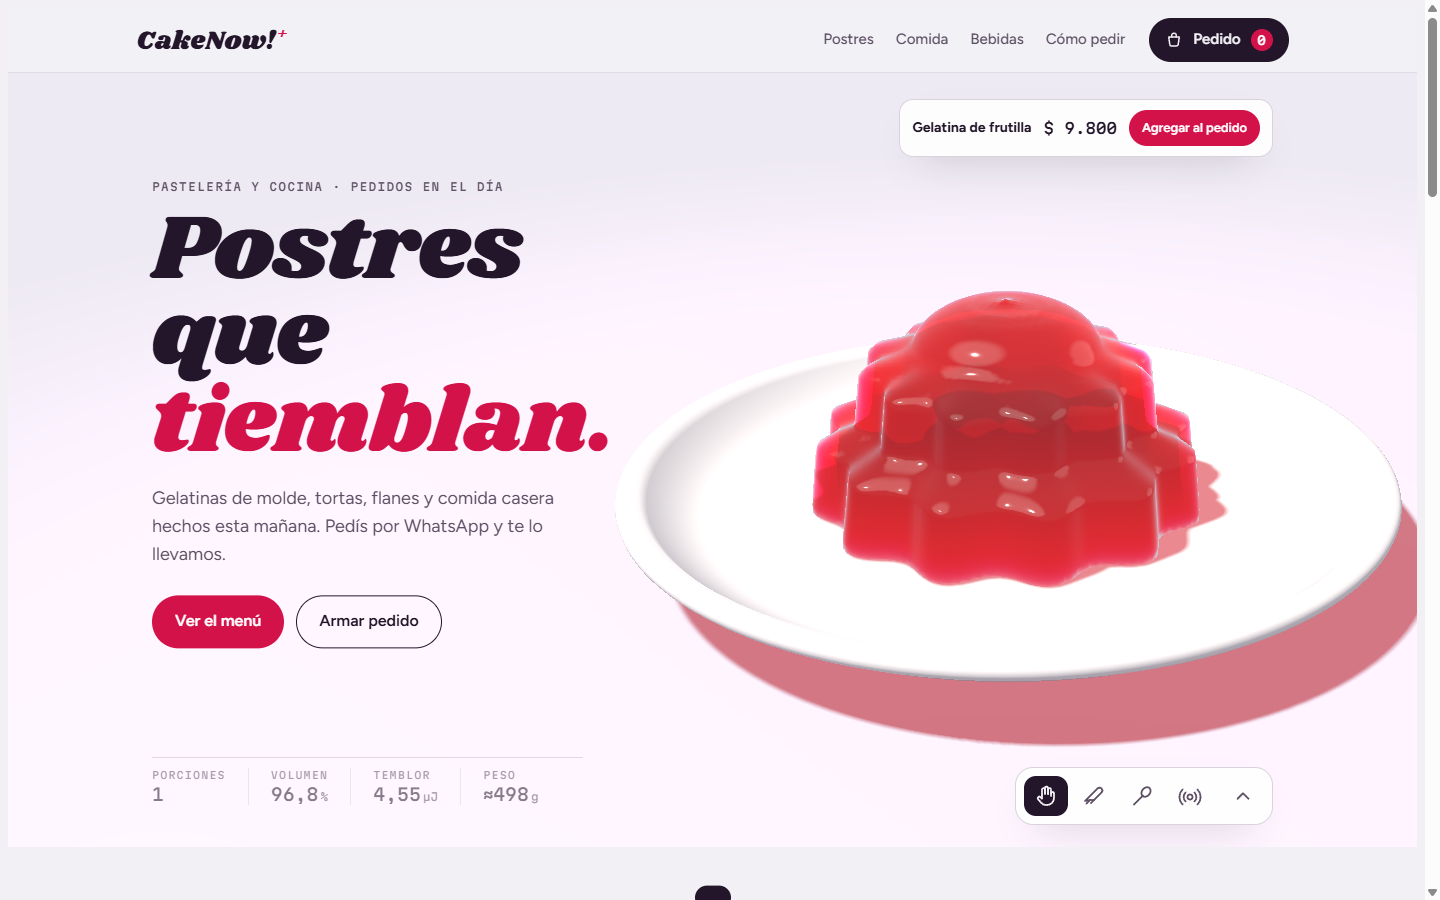 CakeNow!+
Postres Comida Bebidas Cómo pedir Pedido 0
Gelatina de frutilla $ 9.800 Agregar al pedido
PASTELERÍA Y COCINA · PEDIDOS EN EL DÍA
Postres
que
tiemblan.
Gelatinas de molde, tortas, flanes y comida casera
hechos esta mañana. Pedís por WhatsApp y te lo
llevamos.
Ver el menú Armar pedido
PORCIONES VOLUMEN TEMBLOR PESO
1 96,8% 4,55µJ ≈498g